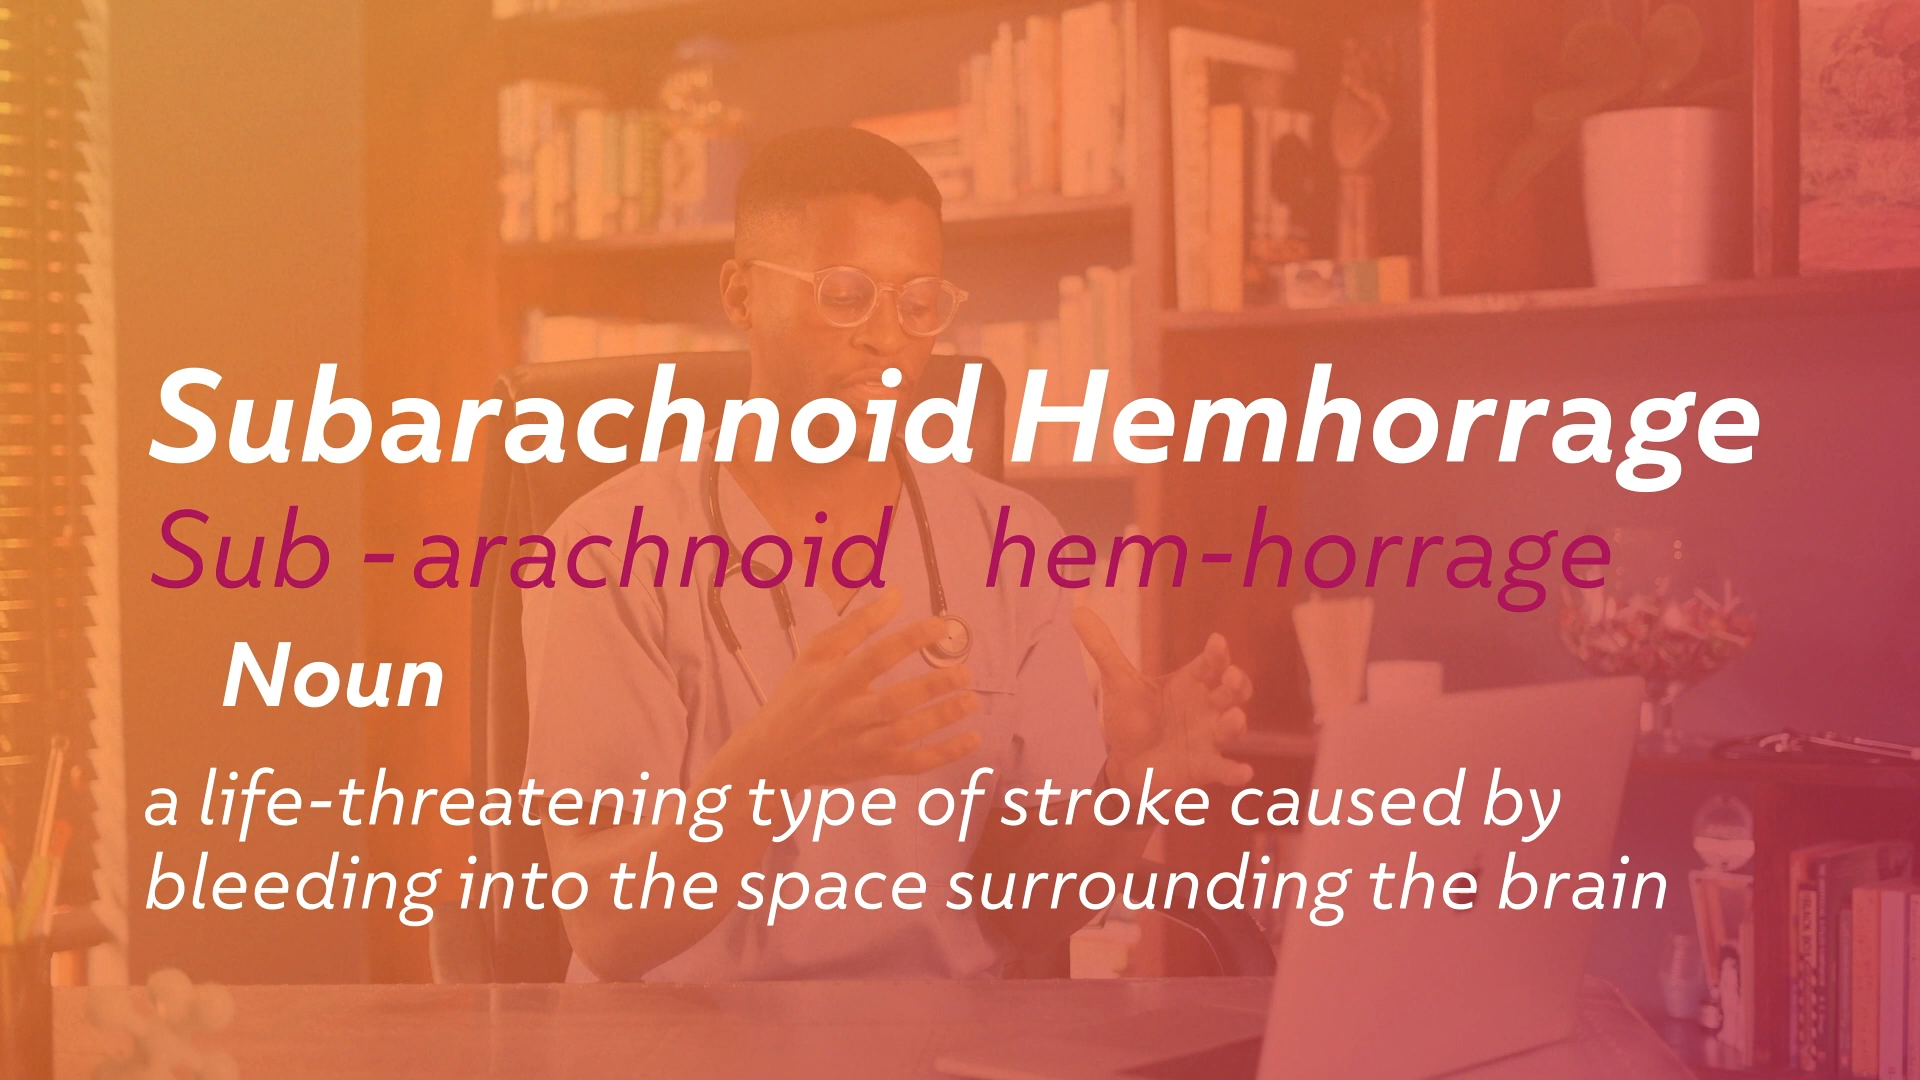 Subarachnoid Hemhorrage
Sub - arachnoid hem-horrage
Noun
a life-threatening type of stroke caused by
bleeding into the space surrounding the brain